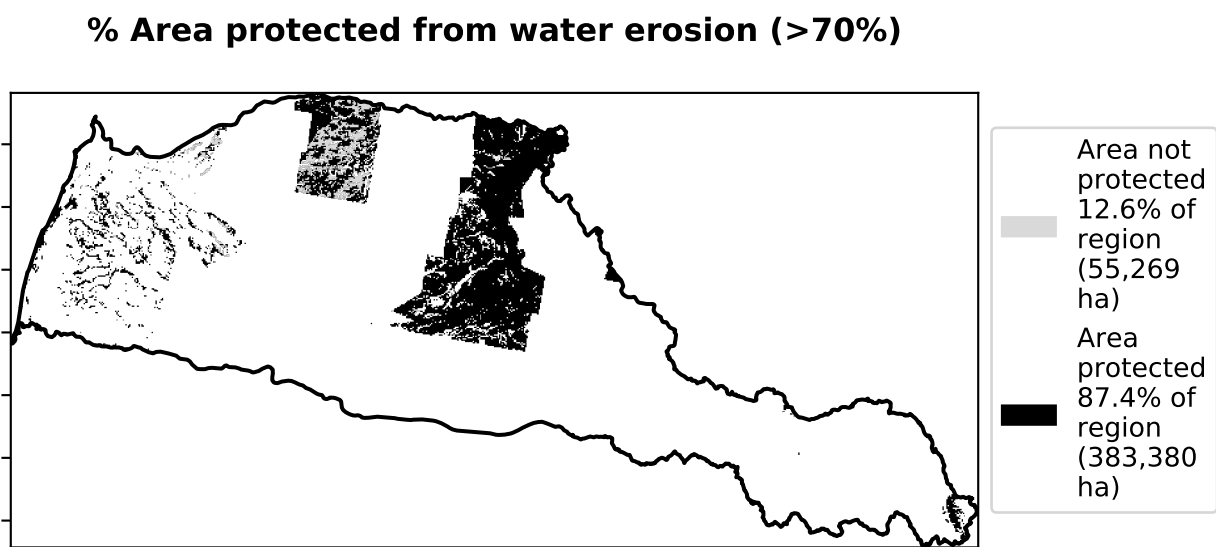 % Area protected from water erosion (>70%)
Area not
protected
12.6% of
region
(55,269
ha)
Area
protected
87.4% of
region
(383,380
ha)